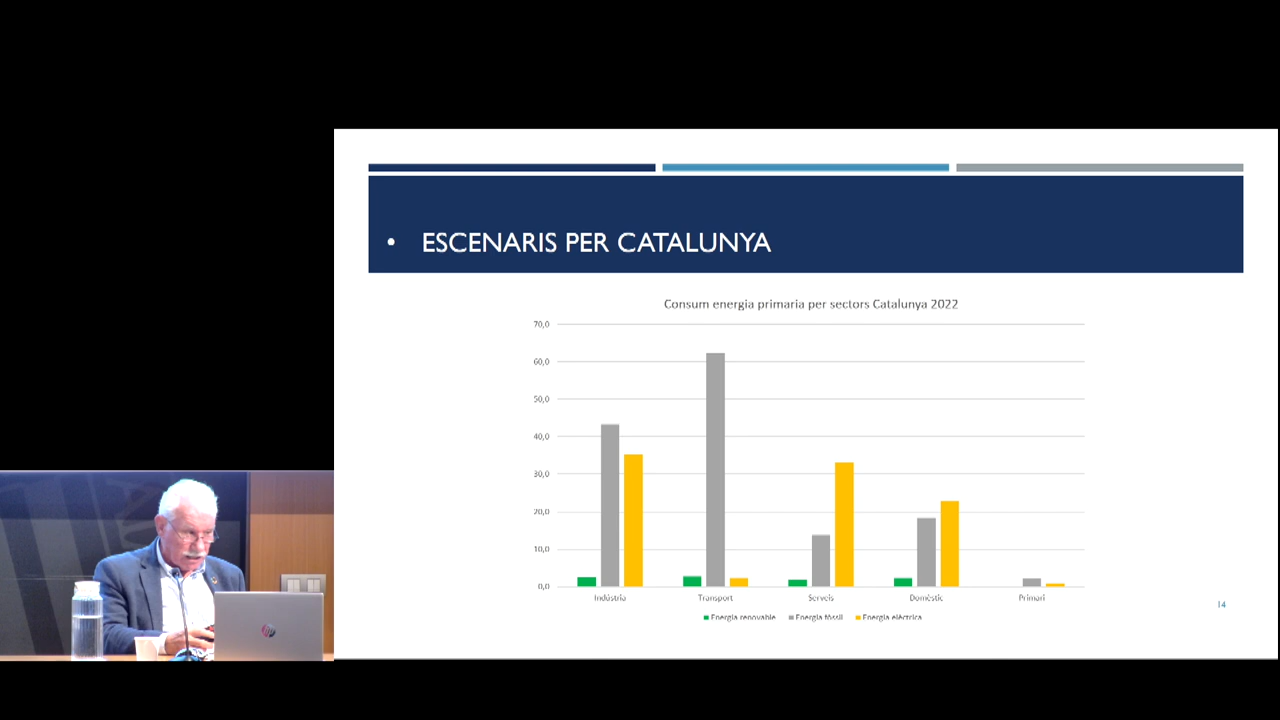 • ESCENARIS PER CATALUNYA
Consum energia primaria per sectors Catalunya 2022
70,0
60,0
50,0
40,0
30,0
20,0
10,0
0,0
Indústria Transport Serveis Domèstic Primari
Energia renovable Energia fòssil Energia elèctrica
14
hp